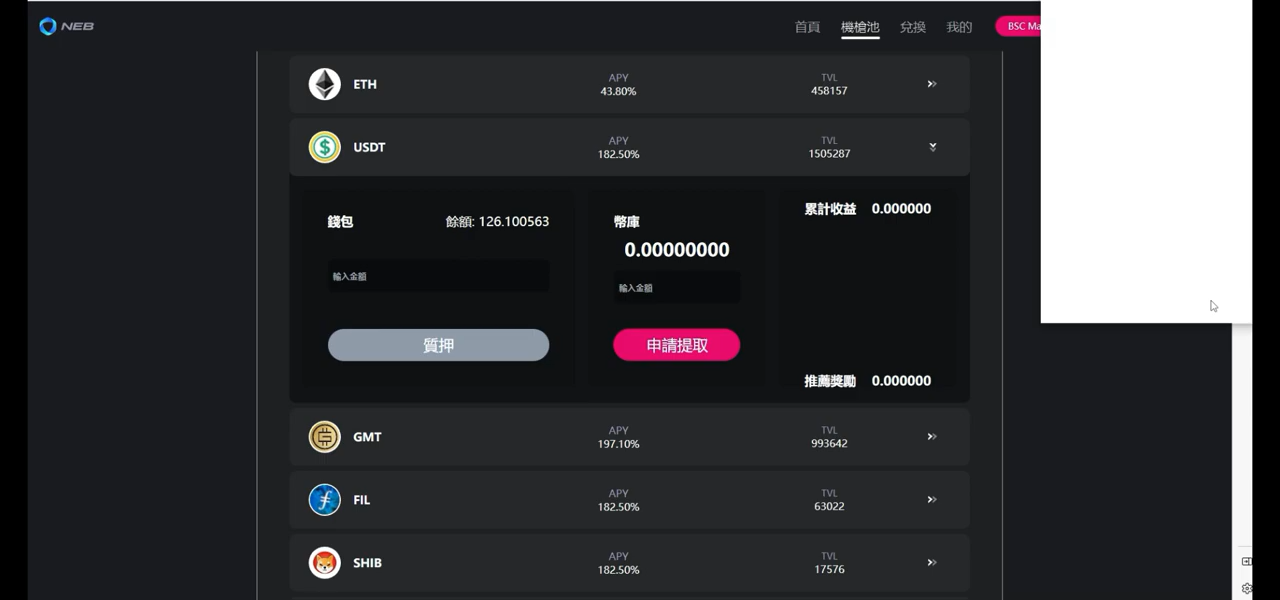 NEB 首頁 機槍池 兌換 我的 BSC Ma
ETH APY TVL
43.80% 458157
USDT APY TVL
182.50% 1505287
錢包 餘額: 126.100563 幣庫 累計收益 0.000000
0.00000000
輸入金額 輸入金額
質押 申請提取
推薦獎勵 0.000000
GMT APY TVL
197.10% 993642
FIL APY TVL
182.50% 63022
SHIB APY TVL
182.50% 17576